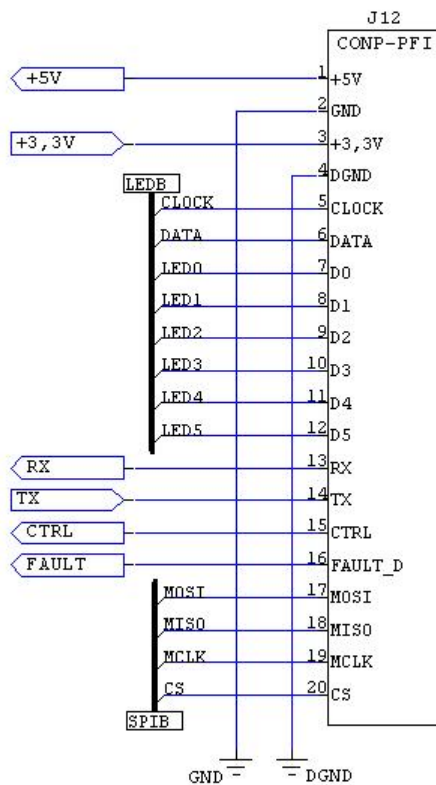 J12
CONP-PFI
+5V 1 +5V
2 GND
+3,3V 3 +3,3V
4 DGND
LEDB
CLOCK 5 CLOCK
DATA 6 DATA
LED0 7 D0
LED1 8 D1
LED2 9 D2
LED3 10 D3
LED4 11 D4
LED5 12 D5
RX 13 RX
TX 14 TX
CTRL 15 CTRL
FAULT 16 FAULT_D
MOSI 17 MOSI
MISO 18 MISO
MCLK 19 MCLK
CS 20 CS
SPIB
GND DGND